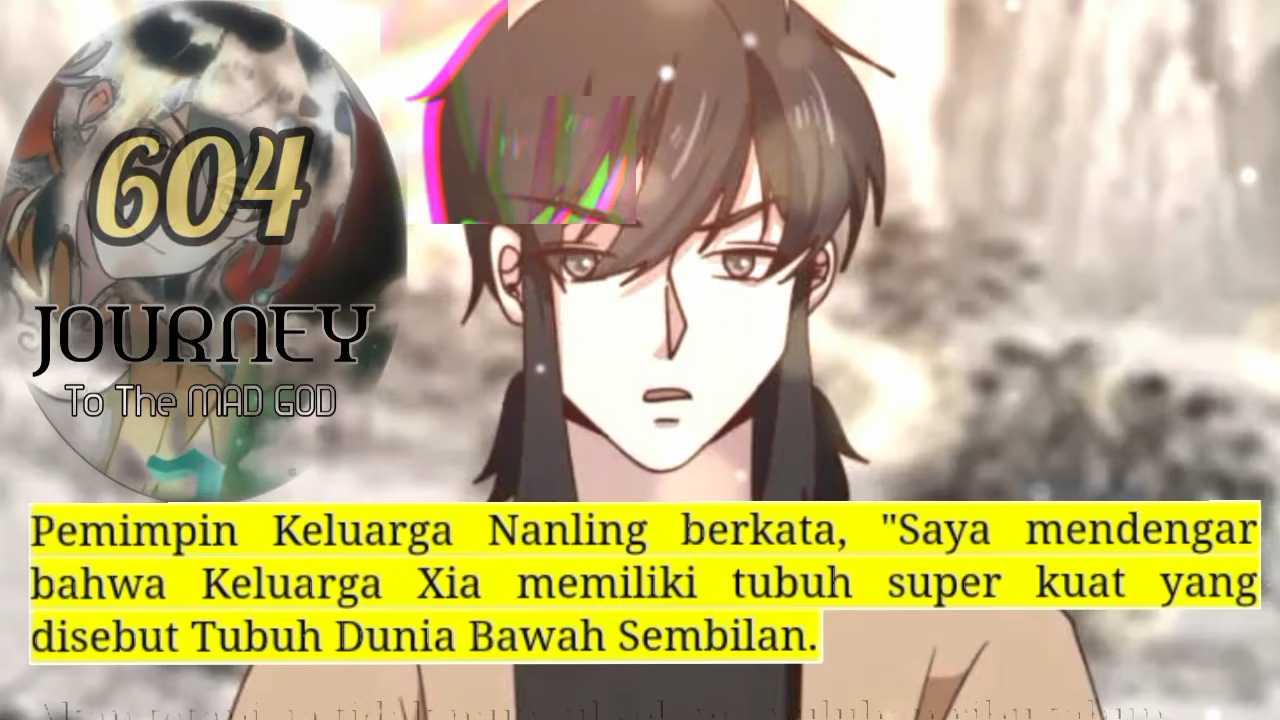 604
JOURNEY
To The MAD GOD
Pemimpin Keluarga Nanling berkata, "Saya mendengar
bahwa Keluarga Xia memiliki tubuh super kuat yang
disebut Tubuh Dunia Bawah Sembilan.